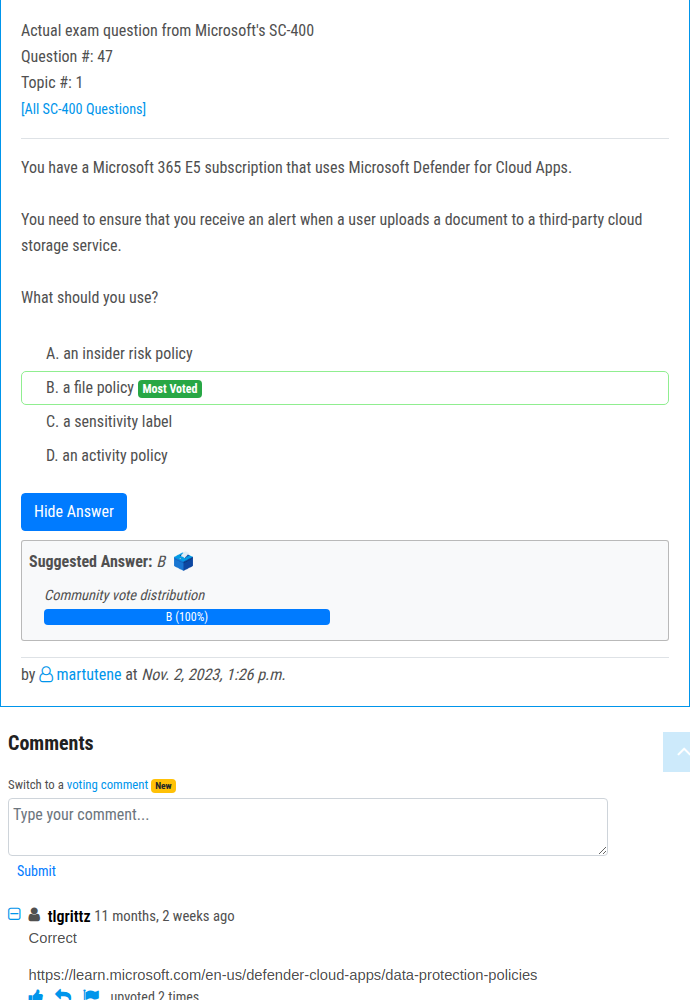 Actual exam question from Microsoft's SC-400
Question #: 47
Topic #: 1
[All SC-400 Questions]
You have a Microsoft 365 E5 subscription that uses Microsoft Defender for Cloud Apps.
You need to ensure that you receive an alert when a user uploads a document to a third-party cloud
storage service.
What should you use?
A. an insider risk policy
B. a file policy Most Voted
C. a sensitivity label
D. an activity policy
Hide Answer
Suggested Answer: B
Community vote distribution
B (100%)
by martutene at Nov. 2, 2023, 1:26 p.m.
Comments
Switch to a voting comment New
Type your comment...
Submit
tlgrittz 11 months, 2 weeks ago
Correct
https://learn.microsoft.com/en-us/defender-cloud-apps/data-protection-policies
upvoted 2 times